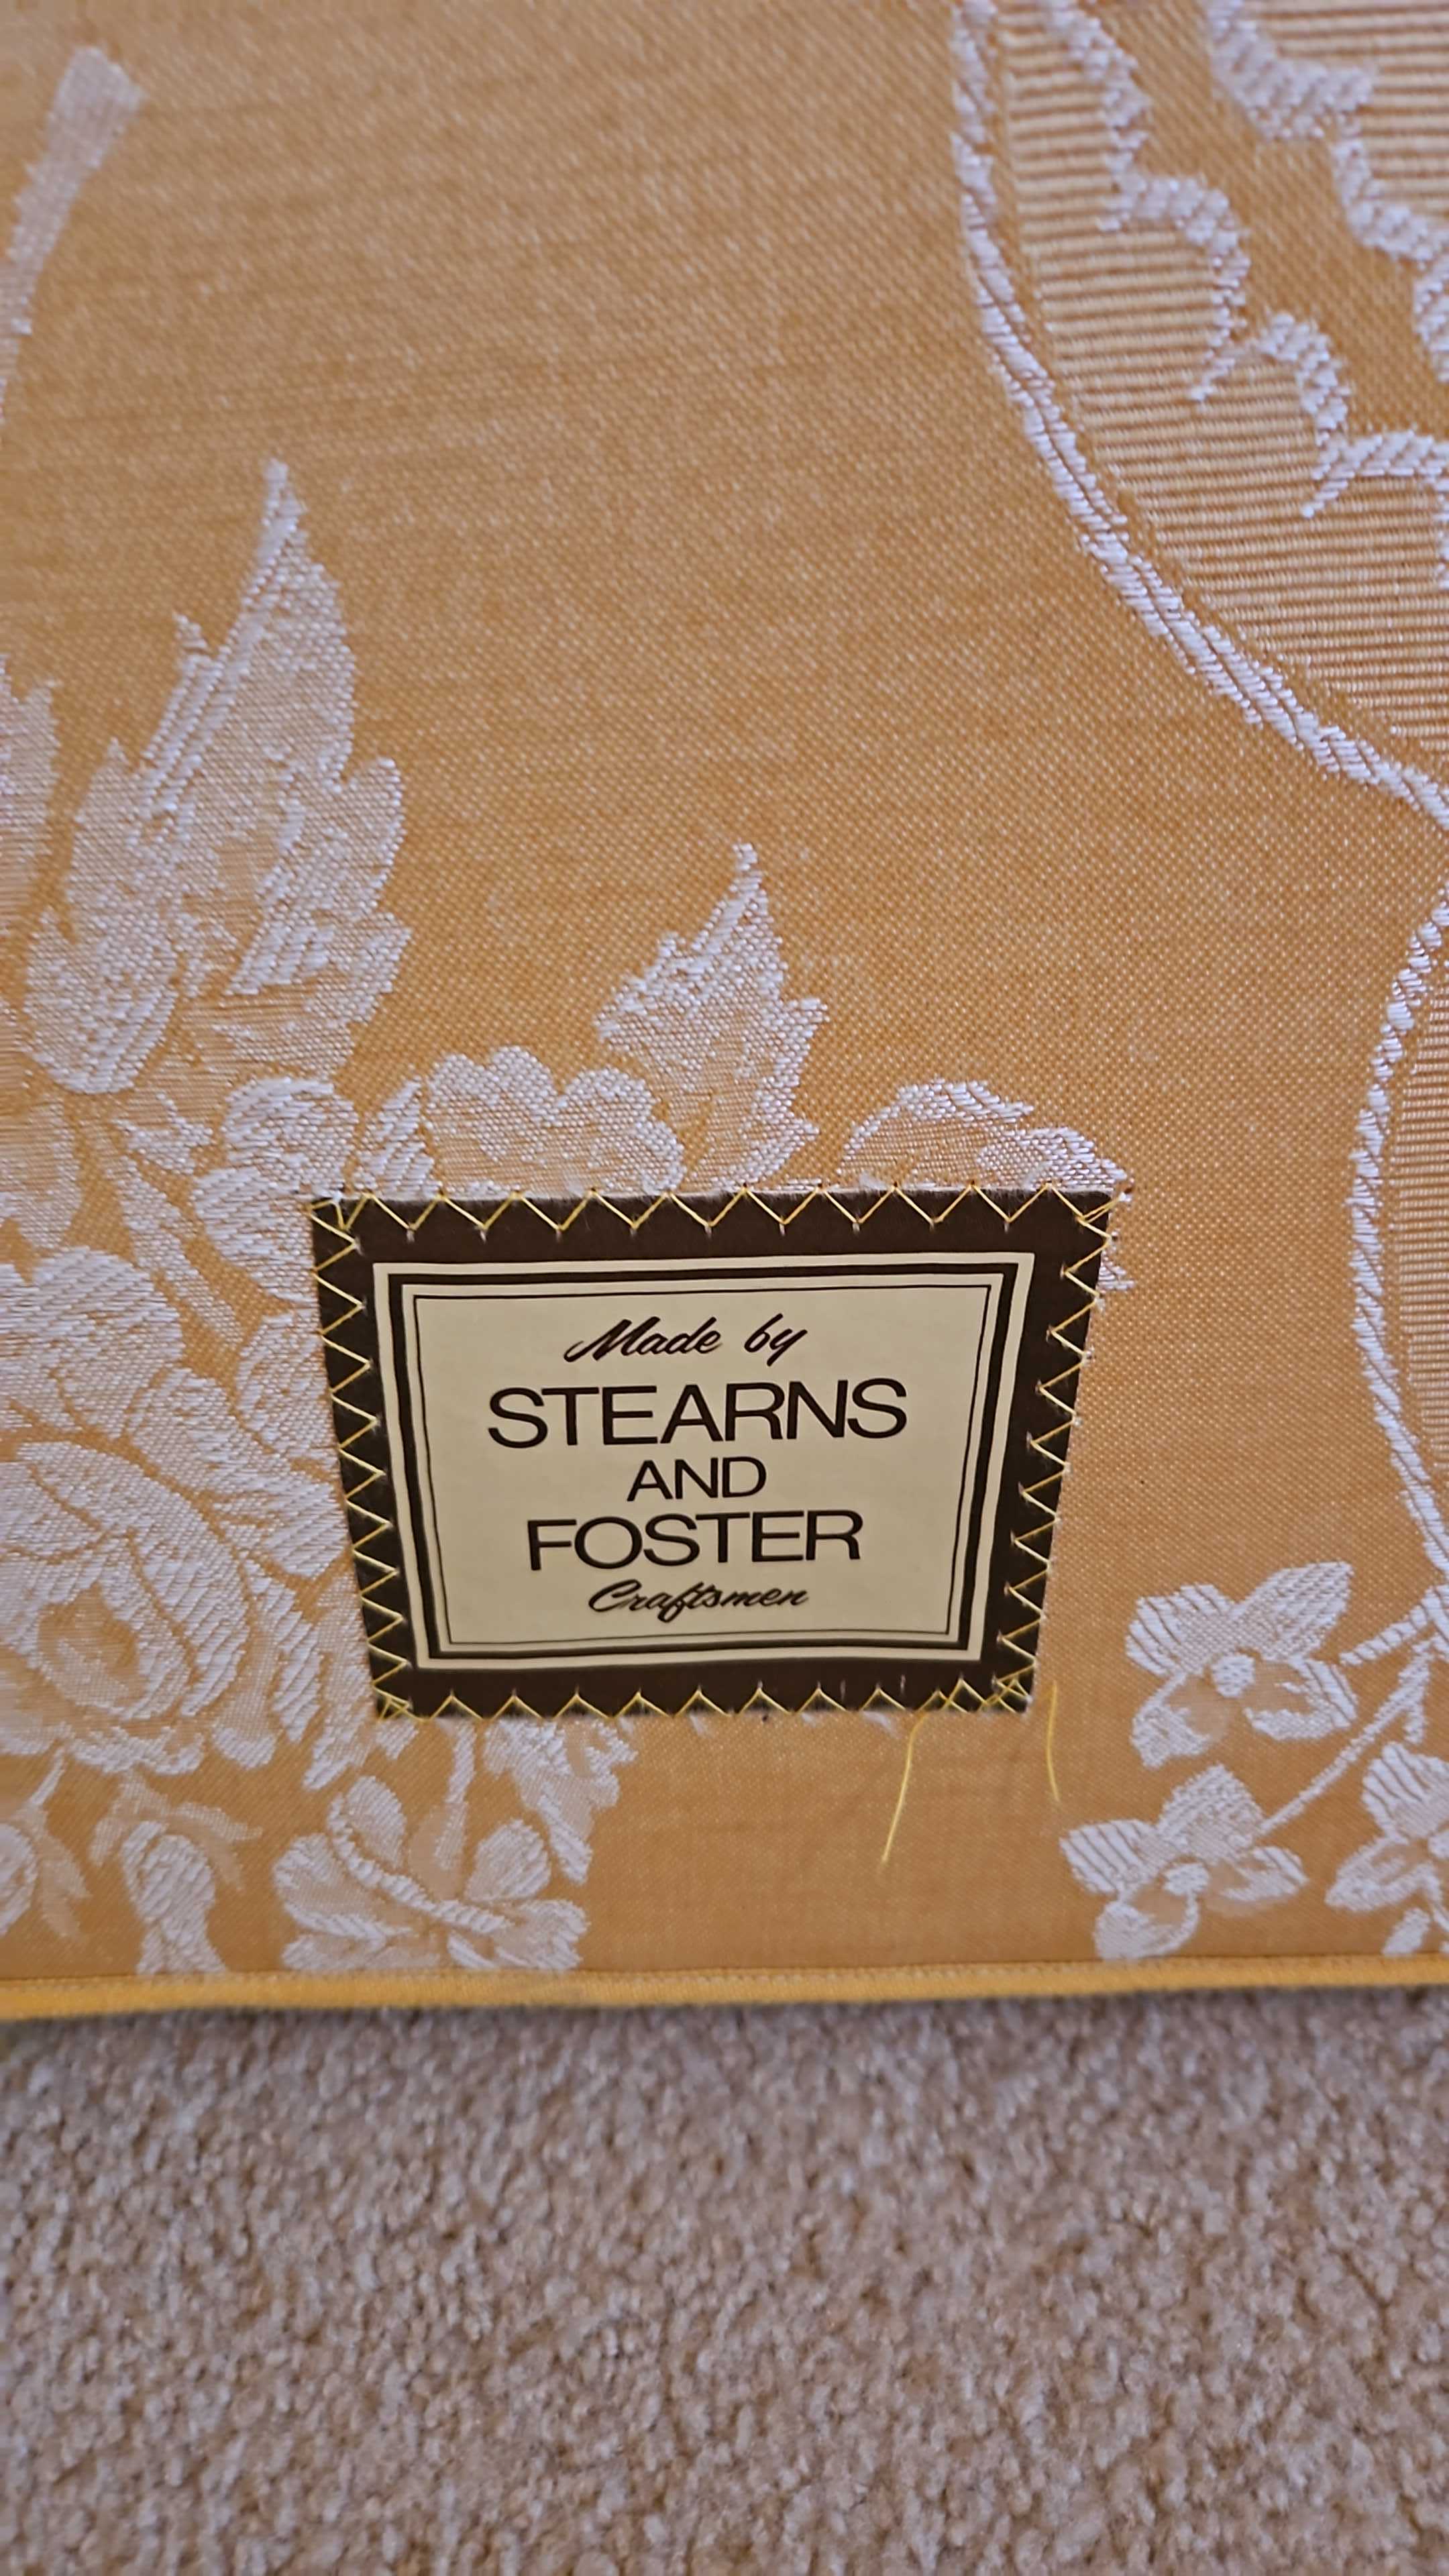 Made by
STEARNS
AND
FOSTER
Craftsmen